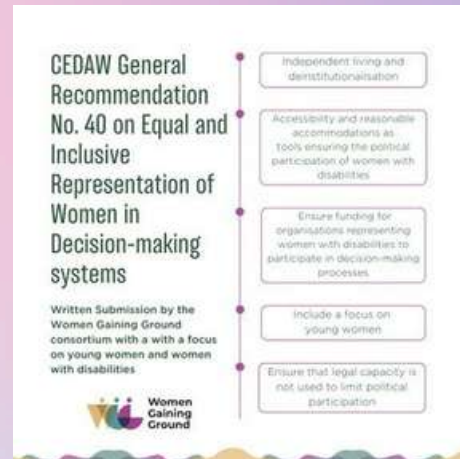 CEDAW General
Recommendation
No. 40 on Equal and
Inclusive
Representation of
Women in
Decision-making
systems
Written Submission by the
Women Gaining Ground
consortium with a with a focus
on young women and women
with disabilities
Women
Gaining
Ground
Independent living and
deinstitutionalisation
Accessibility and reasonable
accommodations as
tools ensuring the political
participation of women with
disabilities
Ensure funding for
organisations representing
women with disabilities to
participate in decision-making
processes
Include a focus on
young women
Ensure that legal capacity is
not used to limit political
participation